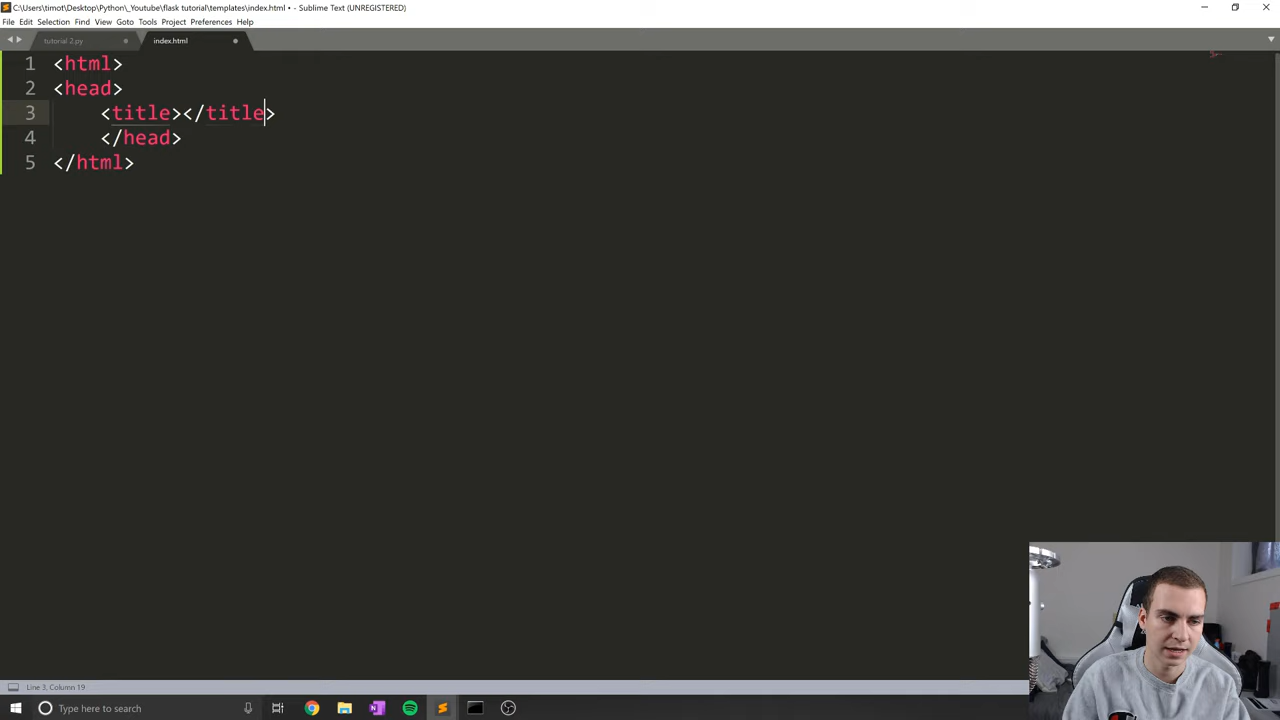 C:\Users\timot\Desktop\Python\_Youtube\flask tutorial\templates\index.html • - Sublime Text (UNREGISTERED)
File Edit Selection Find View Goto Tools Project Preferences Help
tutorial 2.py index.html
1 <html>
2 <head>
3 <title></title>
4 </head>
5 </html>
Line 3, Column 19
Type here to search